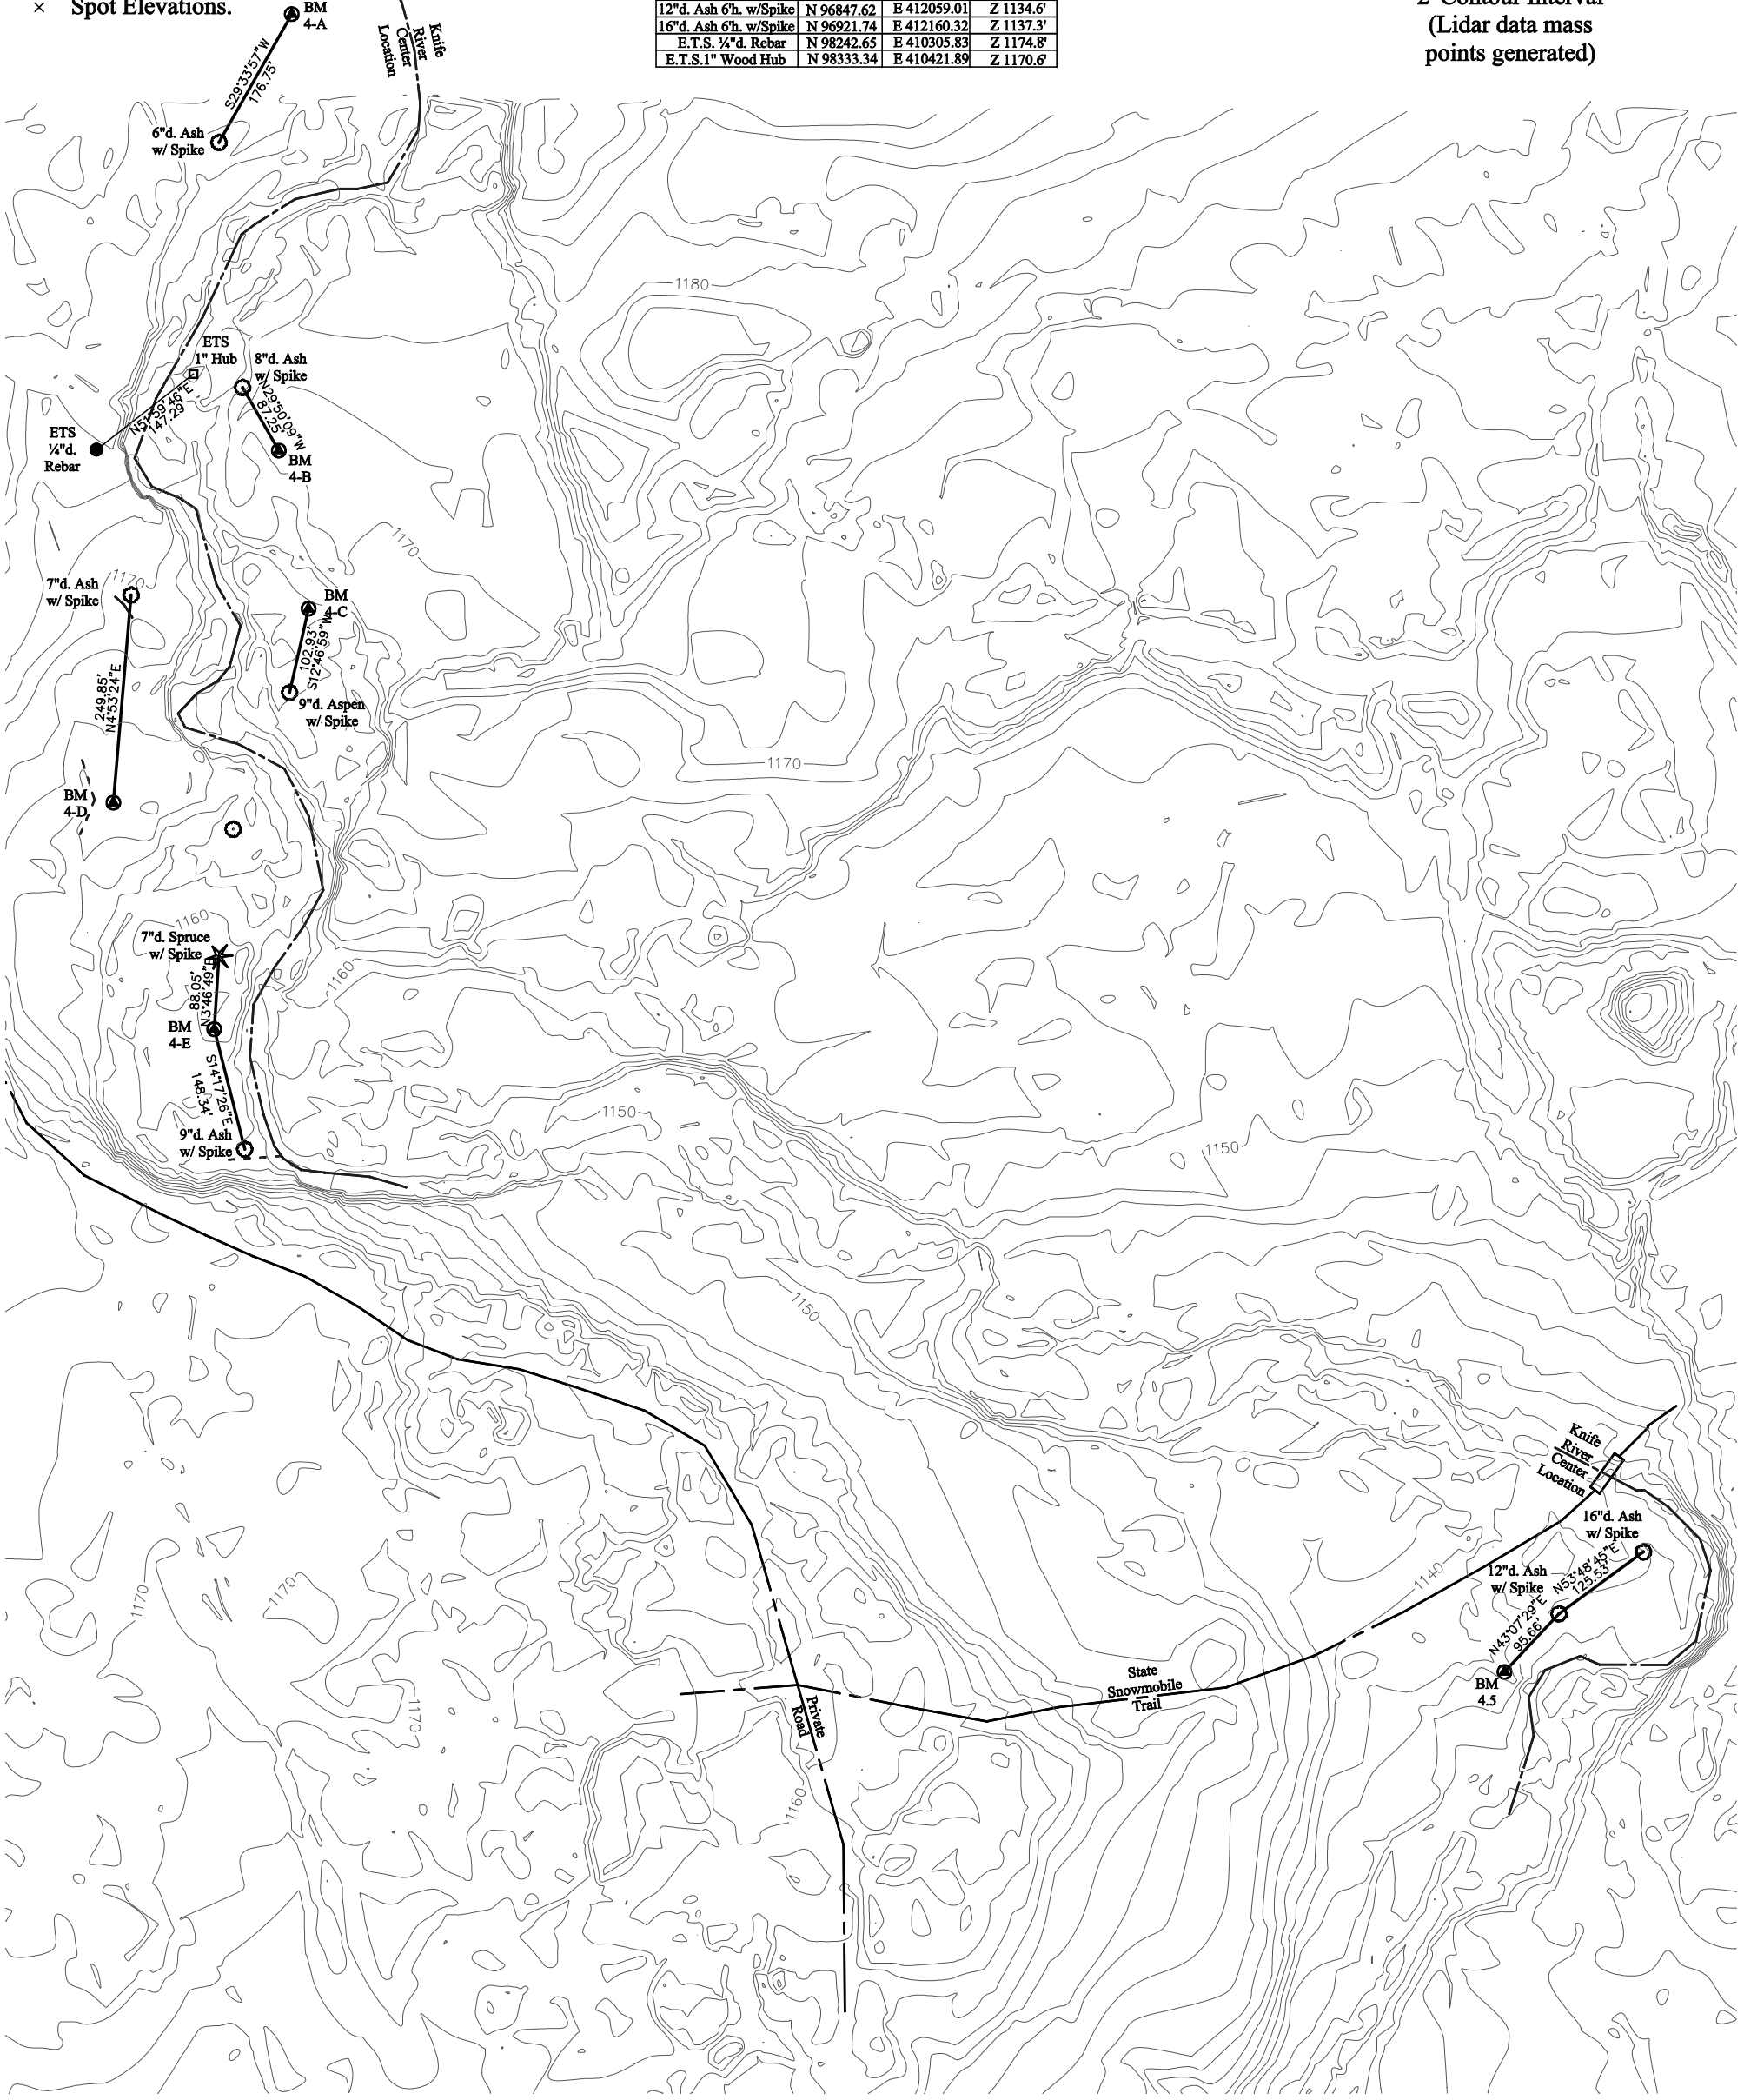 × Spot Elevations.
BM
4-A
Knife
River
Center
Location
12"d. Ash 6'h. w/Spike N 96847.62 E 412059.01 Z 1134.6'
16"d. Ash 6'h. w/Spike N 96921.74 E 412160.32 Z 1137.3'
E.T.S. ¼"d. Rebar N 98242.65 E 410305.83 Z 1174.8'
E.T.S.1" Wood Hub N 98333.34 E 410421.89 Z 1170.6'
2' Contour Interval
(Lidar data mass
points generated)
S29°33'57"W
176.75'
6"d. Ash
w/ Spike
1180
ETS
1" Hub
8"d. Ash
w/ Spike
N51°59'46"E
147.29'
N29°50'09"W
87.25'
ETS
¼"d.
Rebar
BM
4-B
1170
7"d. Ash
w/ Spike
1170
BM
4-C
102.93'
S12°46'59"W
249.85'
N4°53'24"E
9"d. Aspen
w/ Spike
1170
BM
4-D
1160
7"d. Spruce
w/ Spike
1160
88.05'
N3°46'49"E
BM
4-E
S14°17'26"E
148.34'
1150
9"d. Ash
w/ Spike
1150
1150
Knife
River
Center
Location
16"d. Ash
w/ Spike
12"d. Ash
w/ Spike
N53°48'45"E
125.53'
1140
1170
1170
N43°07'29"E
95.66'
BM
4.5
State
Snowmobile
Trail
Private
Road
1170
1160